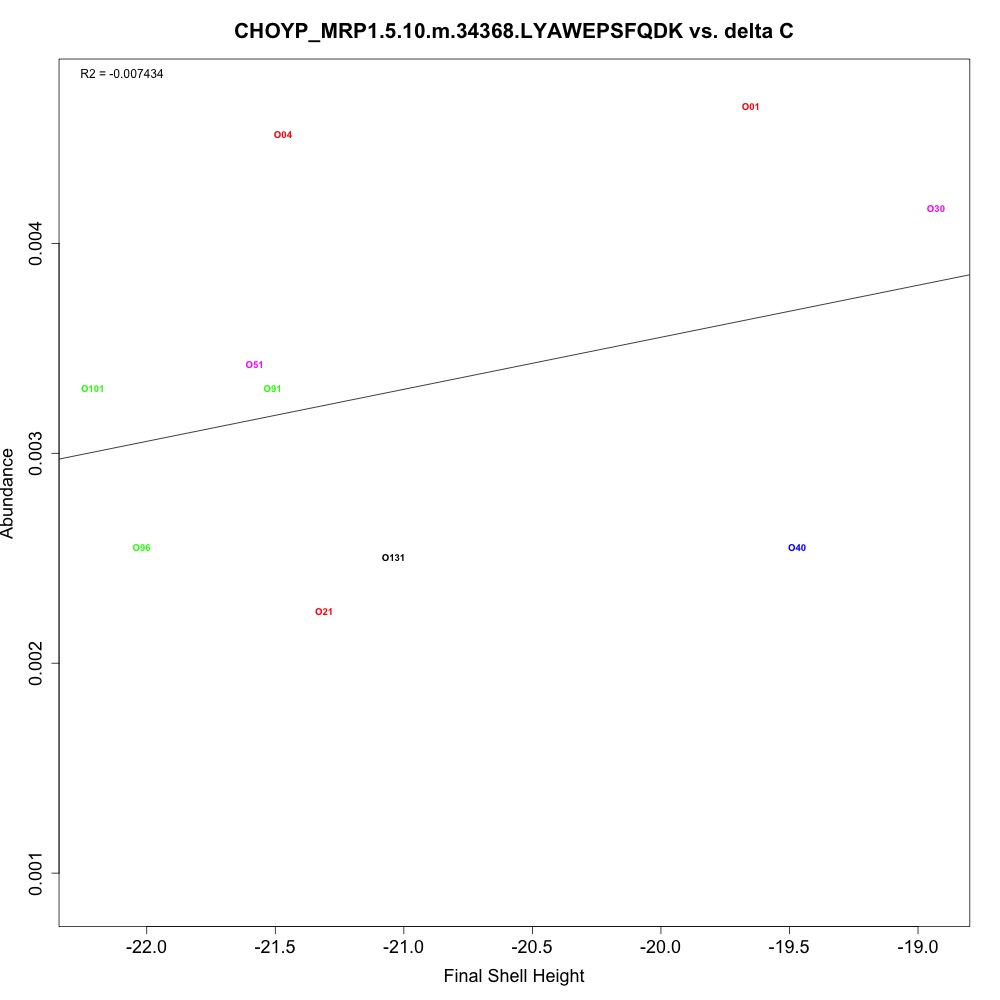 CHOYP_MRP1.5.10.m.34368.LYAWEPSFQDK vs. delta C
R2 = -0.007434
O01
O04
O30
0.004
O51
O101
O91
0.003
Abundance
O96
O40
O131
O21
0.002
0.001
-22.0 -21.5 -21.0 -20.5 -20.0 -19.5 -19.0
Final Shell Height